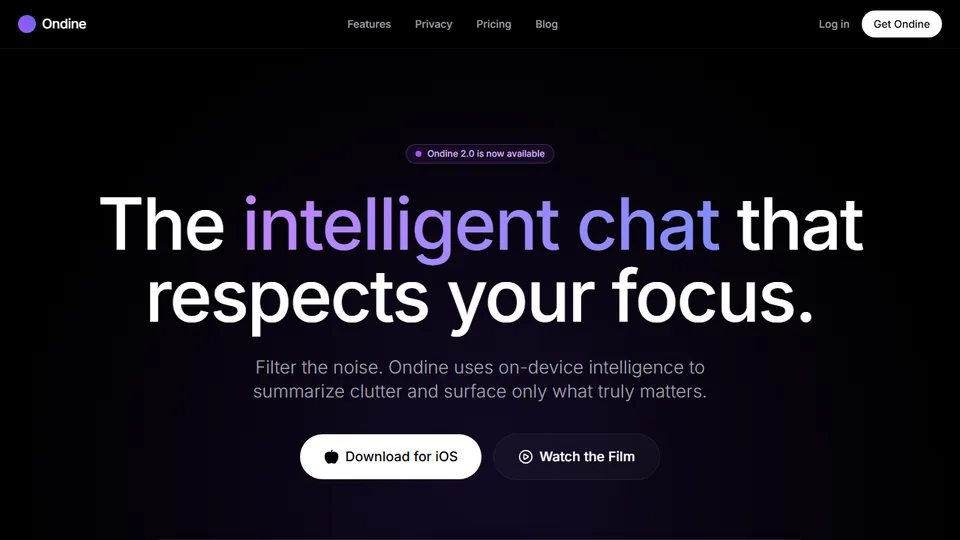 Ondine
Features
Privacy
Pricing
Blog
Log in
Get Ondine
Ondine 2.0 is now available
The intelligent chat that
respects your focus.
Filter the noise. Ondine uses on-device intelligence to
summarize clutter and surface only what truly matters.
Download for iOS
Watch the Film